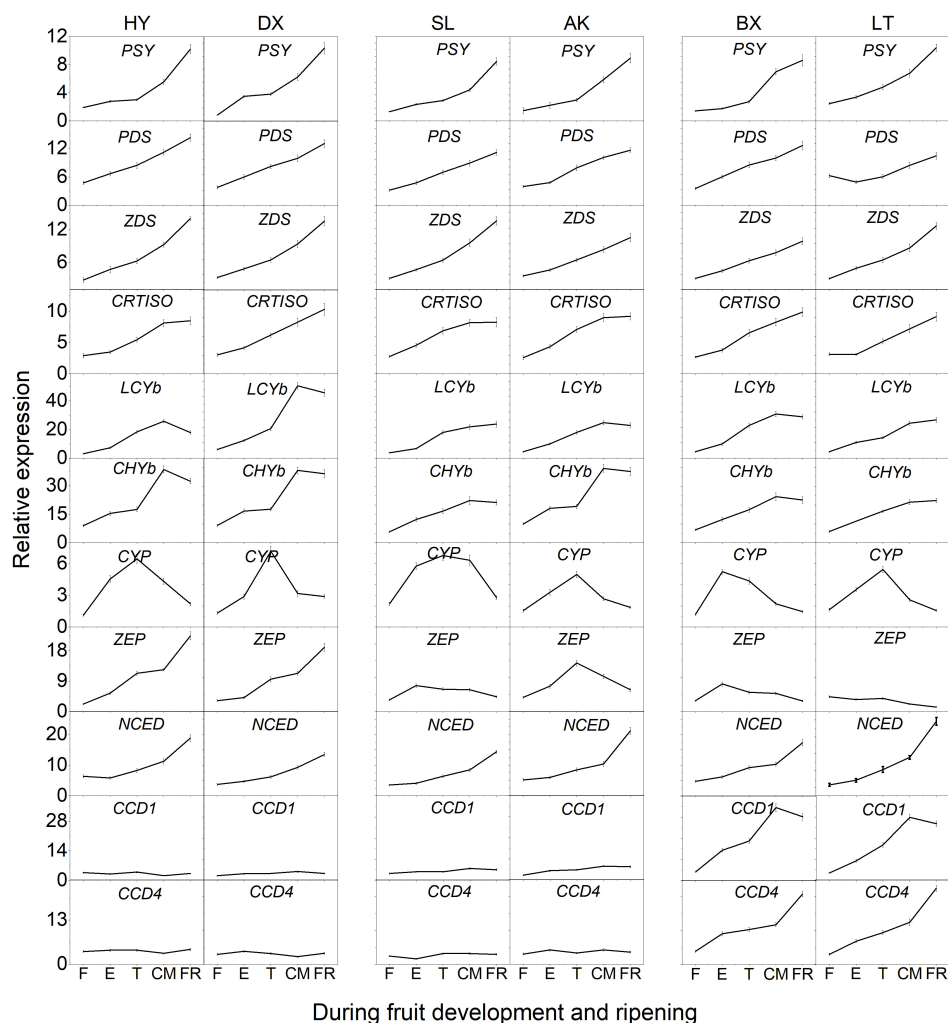 HY DX SL AK BX LT
12 PSY PSY PSY PSY PSY PSY
8
4
0
12 PDS PDS PDS PDS PDS PDS
6
0
12 ZDS ZDS ZDS ZDS ZDS ZDS
6
10 CRTISO CRTISO CRTISO CRTISO CRTISO CRTISO
5
0
LCYb LCYb LCYb LCYb LCYb LCYb
40
20
0
30 CHYb CHYb CHYb CHYb CHYb CHYb
15
0
6 CYP CYP CYP CYP CYP CYP
3
0
18 ZEP ZEP ZEP ZEP ZEP ZEP
9
0
20 NCED NCED NCED NCED NCED NCED
10
0
28 CCD1 CCD1 CCD1 CCD1 CCD1 CCD1
14
0
CCD4 CCD4 CCD4 CCD4 CCD4 CCD4
13
0
F E T CM FR F E T CM FR F E T CM FR F E T CM FR F E T CM FR F E T CM FR
Relative expression
During fruit development and ripening